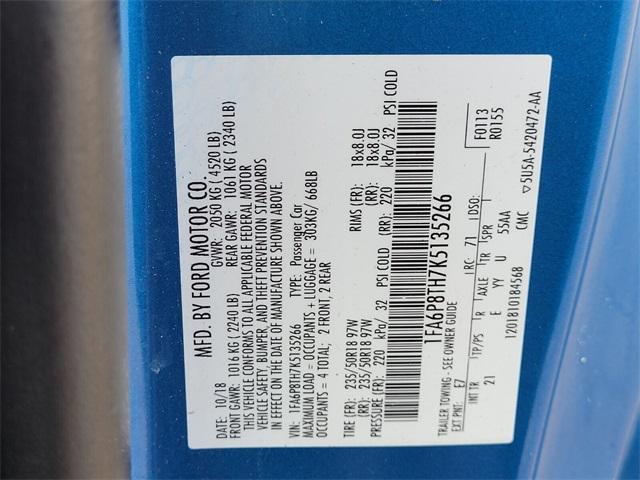 MFD. BY FORD MOTOR CO.
DATE: 10/18 GVWR: 2050 KG ( 4520 LB)
FRONT GAWR: 1016 KG (2240 LB) REAR GAWR: 1061 KG ( 2340 LB)
THIS VEHICLE CONFORMS TO ALL APPLICABLE FEDERAL MOTOR
VEHICLE SAFETY, BUMPER, AND THEFT PREVENTION STANDARDS
IN EFFECT ON THE DATE OF MANUFACTURE SHOWN ABOVE.
VIN: 1FA6P8TH7K5135266 TYPE: Passenger Car
MAXIMUM LOAD = OCCUPANTS + LUGGAGE = 303KG/ 668LB
OCCUPANTS = 4 TOTAL; 2 FRONT, 2 REAR
TIRE (FR): 235/50R18 97W RIMS (FR): 18x8.0J
(RR): 235/50R18 97W (RR): 18x8.0J
PRESSURE (FR): 220 kPa/ 32 PSI COLD (RR): 220 kPa/ 32 PSI COLD
1FA6P8TH7K5135266
TRAILER TOWING - SEE OWNER GUIDE
EXT PNT: E7 RC: 71 DSO: F0113
R0155
INT TR TP/PS R AXLE TR SPR
21 E YY U 55AA
1201810184568 CMC 5U5A-5420472-AA